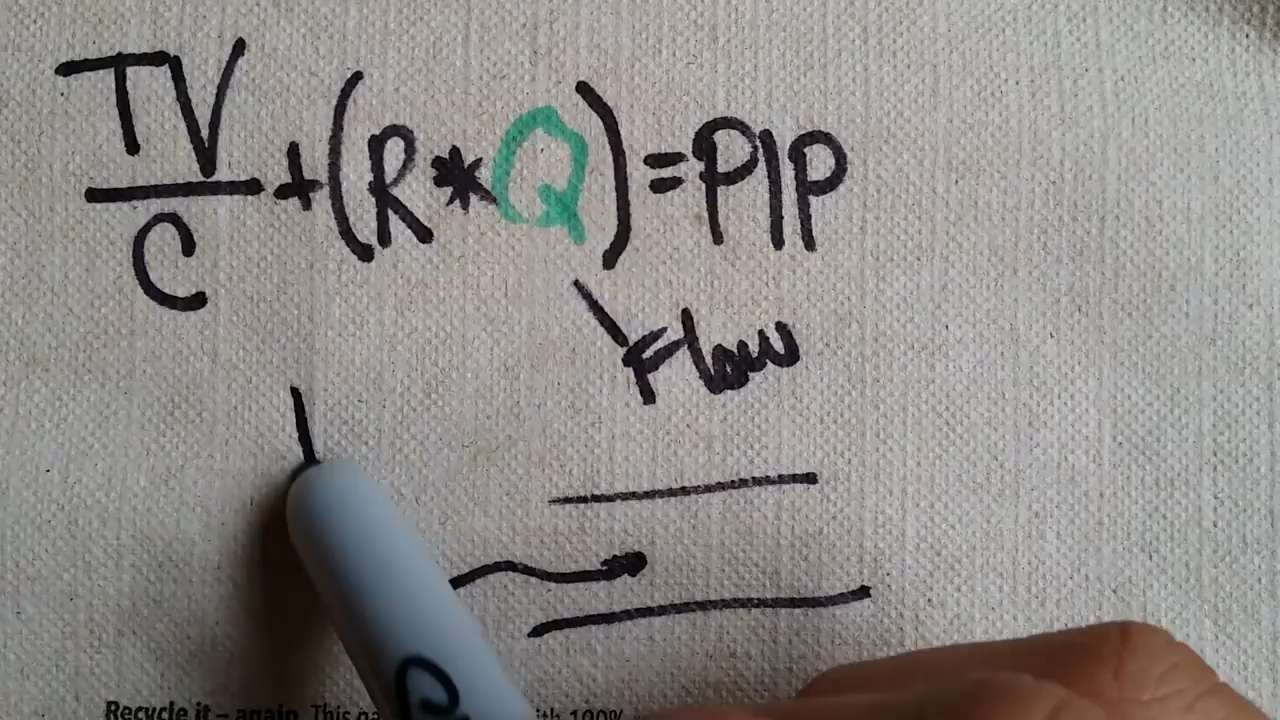 TV
C
+(R*Q)=PIP
Flow
Recycle it – again. This
ith 100%